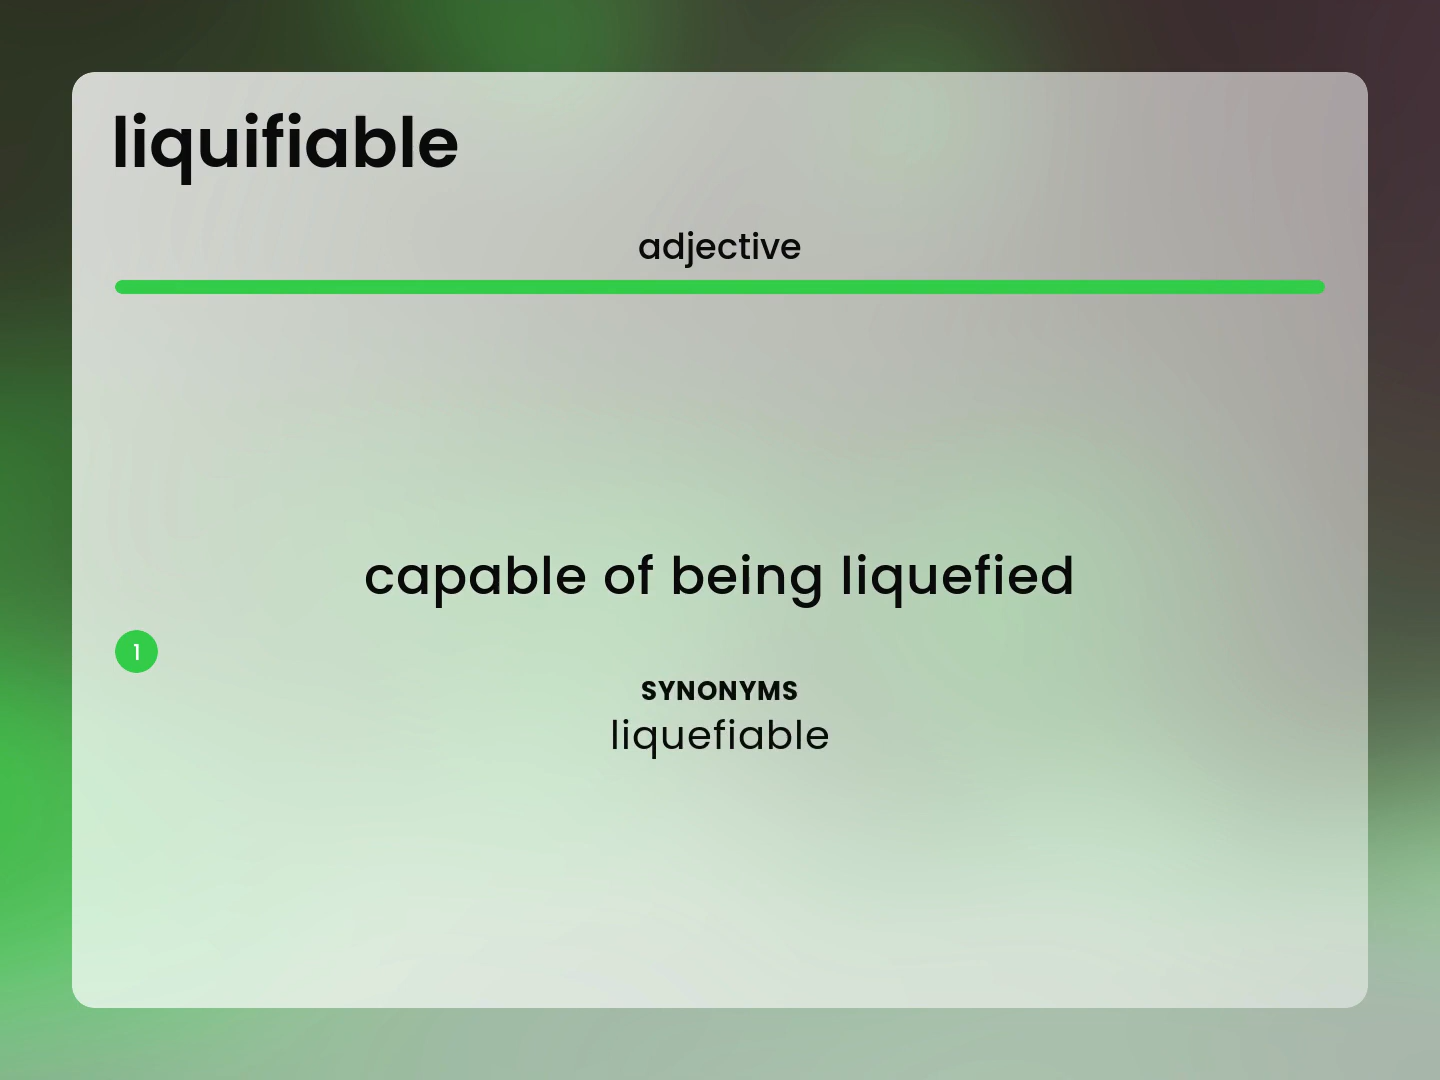 liquifiable
adjective
capable of being liquefied
1
SYNONYMS
liquefiable